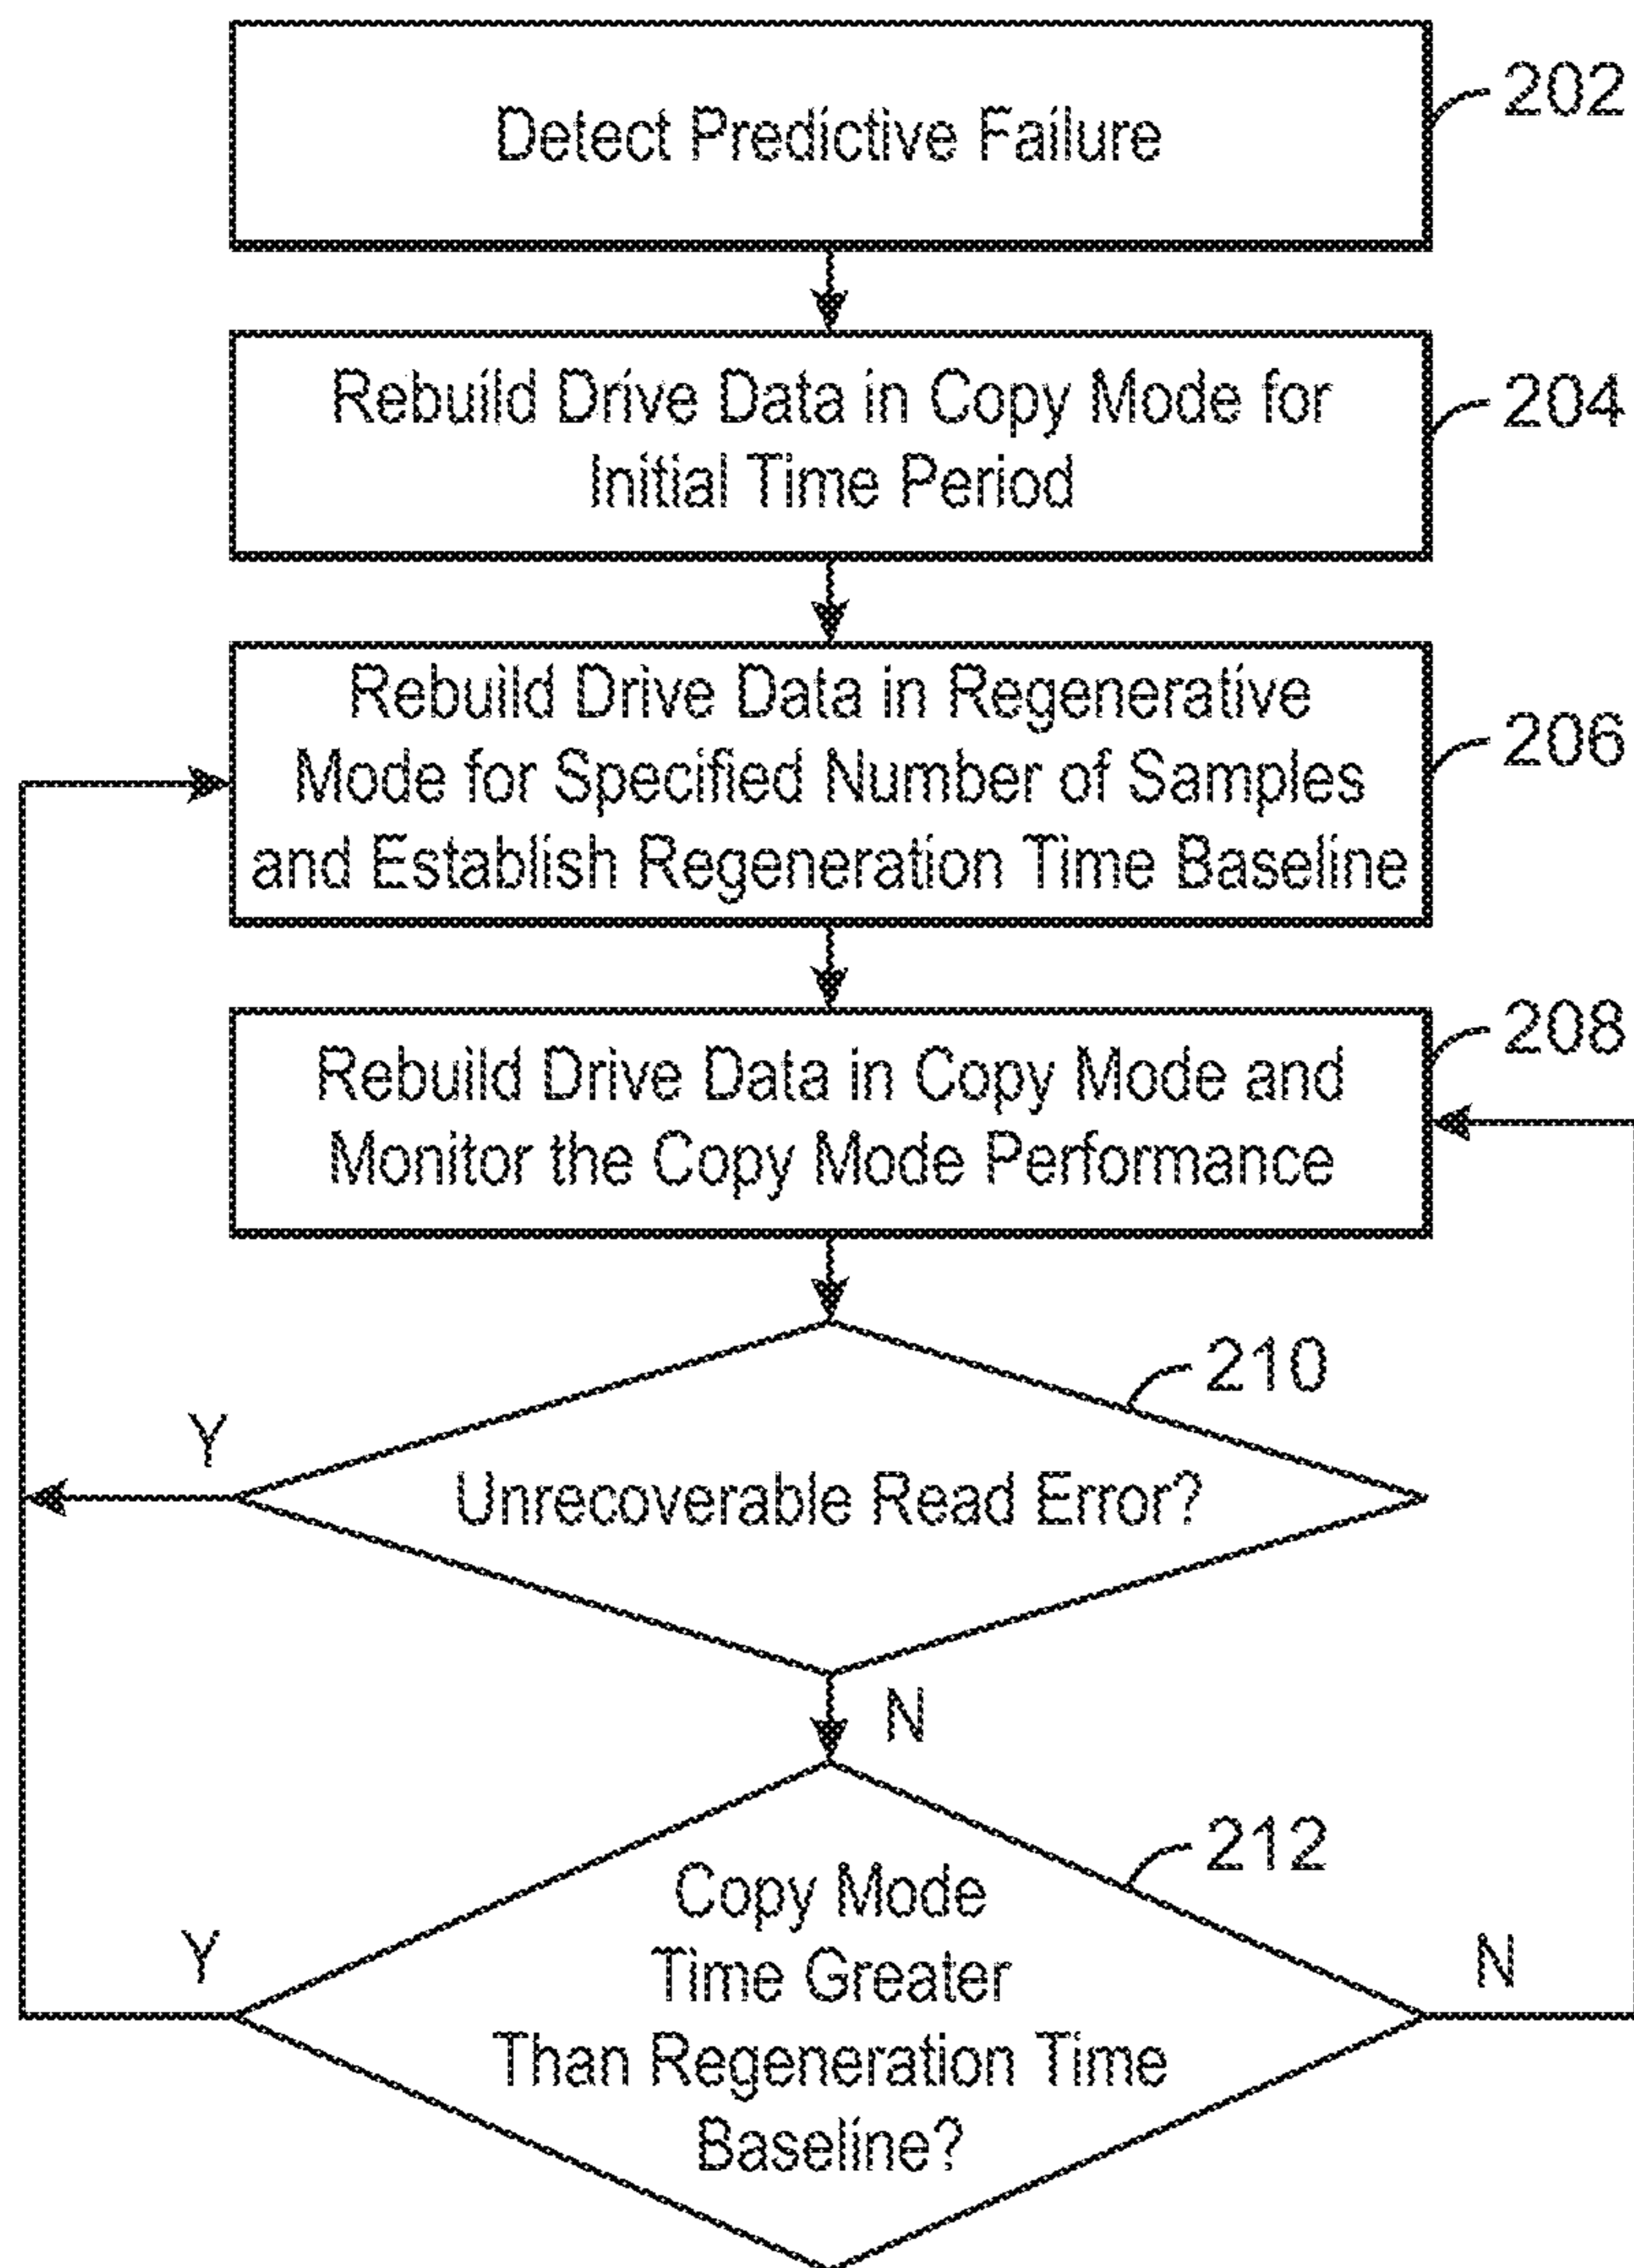 Detect Predictive Failure
202
Rebuild Drive Data in Copy Mode for
Initial Time Period
204
Rebuild Drive Data in Regenerative
Mode for Specified Number of Samples
and Establish Regeneration Time Baseline
206
Rebuild Drive Data in Copy Mode and
Monitor the Copy Mode Performance
208
210
Y
Unrecoverable Read Error?
N
212
Copy Mode
Time Greater
Than Regeneration Time
Baseline?
Y
N